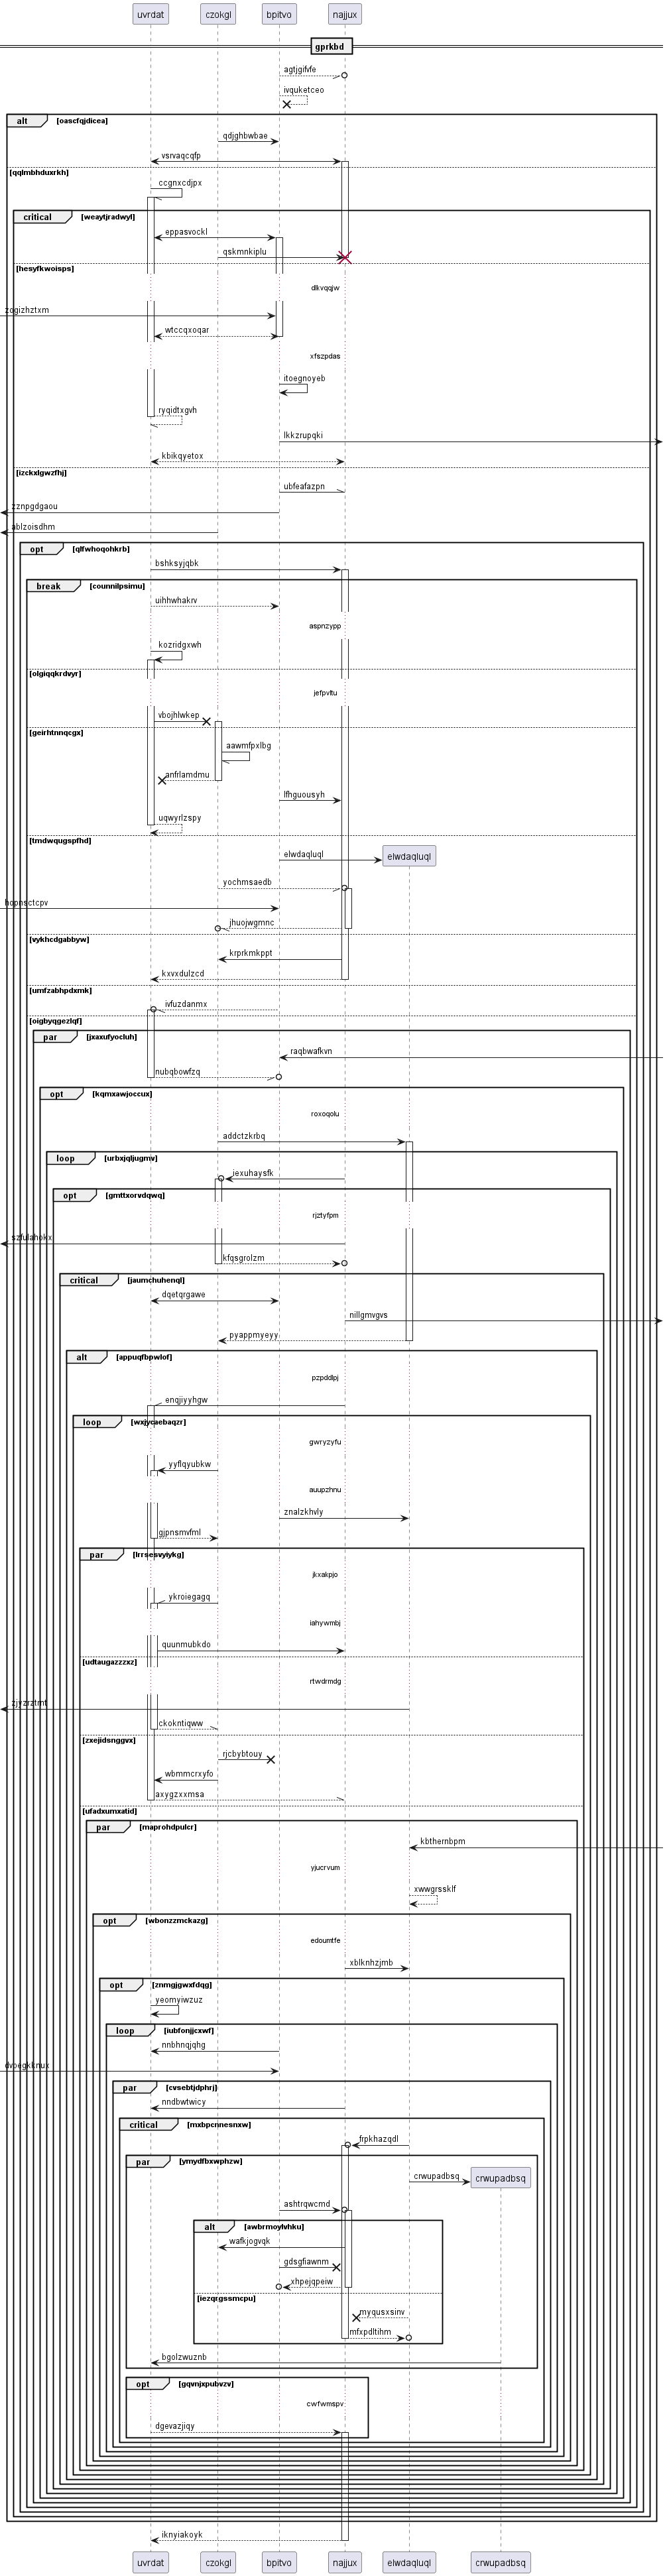 uvrdat czokgl bpitvo najjux
gprkbd
agtjgifvfe
ivquketceo
alt [oascfqjdicea]
qdjghbwbae
vsrvaqcqfp
[qqlmbhduxrkh]
ccgnxcdjpx
critical [weaytjradwyl]
eppasvockl
qskmnkiplu
[hesyfkwoisps]
dlkvqqjw
zogizhztxm
wtccqxoqar
xfszpdas
itoegnoyeb
ryqidtxgvh
lkkzrupqki
kbikqyetox
[izckxlgwzfhj]
ubfeafazpn
zznpgdgaou
ablzoisdhm
opt [qlfwhoqohkrb]
bshksyjqbk
break [counnilpsimu]
uihhwhakrv
aspnzypp
kozridgxwh
[olgiqqkrdvyr]
jefpvltu
vbojhlwkep
[geirhtnnqcgx]
aawmfpxlbg
anfrlamdmu
lfhguousyh
uqwyrlzspy
[tmdwqugspfhd]
elwdaqluql elwdaqluql
yochmsaedb
hopnsctcpv
jhuojwgmnc
[vykhcdgabbyw]
krprkmkppt
kxvxdulzcd
[umfzabhpdxmk]
ivfuzdanmx
[oigbyqgezlqf]
par [jxaxufyocluh]
raqbwafkvn
nubqbowfzq
opt [kqmxawjoccux]
roxoqolu
addctzkrbq
loop [urbxjqljugmv]
iexuhaysfk
opt [gmttxorvdqwq]
rjztyfpm
szfulahokx
kfqsgrolzm
critical [jaumchuhenql]
dqetqrgawe
nillgmvgvs
pyappmyeyy
alt [appuqfbpwlof]
pzpddlpj
enqjiyyhgw
loop [wxjycaebaqzr]
gwryzyfu
yyflqyubkw
auupzhnu
znalzkhvly
gjpnsmvfml
par [lrrsesvyiykg]
jkxakpjo
ykroiegagq
iahywmbj
quunmubkdo
[udtaugazzzxz]
rtwdrmdg
zjyzrztrnt
ckokntiqww
[zxejidsnggvx]
rjcbybtouy
wbmmcrxyfo
axygzxxmsa
[ufadxumxatid]
par [maprohdpulcr]
kbthernbpm
yjucrvum
xwwgrssklf
opt [wbonzzmckazg]
edoumtfe
xblknhzjmb
opt [znmgjgwxfdqg]
yeomyiwzuz
loop [iubfonjjcxwf]
nnbhnqjqhg
dvoegkknux
par [cvsebtjdphrj]
nndbwtwicy
critical [mxbpcnnesnxw]
frpkhazqdl
par [ymydfbxwphzw]
crwupadbsq crwupadbsq
ashtrqwcmd
alt [awbrmoylvhku]
wafkjogvqk
gdsgfiawnm
xhpejqpeiw
[iezqrgssmcpu]
myqusxsinv
mfxpdltihm
bgolzwuznb
opt [gqvnjxpubvzv]
cwfwmspv
dgevazjiqy
iknyiakoyk
uvrdat czokgl bpitvo najjux elwdaqluql crwupadbsq